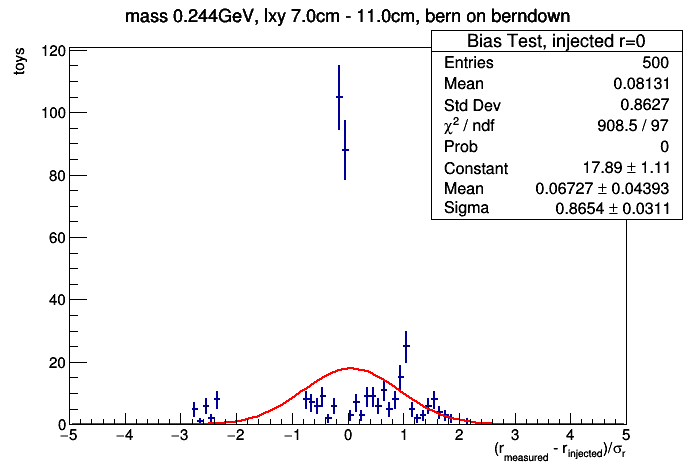 mass 0.244GeV, lxy 7.0cm - 11.0cm, bern on berndown
toys
Bias Test, injected r=0
Entries 500
Mean 0.08131
Std Dev 0.8627
χ² / ndf 908.5 / 97
Prob 0
Constant 17.89 ± 1.11
Mean 0.06727 ± 0.04393
Sigma 0.8654 ± 0.0311
120
100
80
60
40
20
0
−5 −4 −3 −2 −1 0 1 2 3 4 5
(r_measured - r_injected)/σ_r